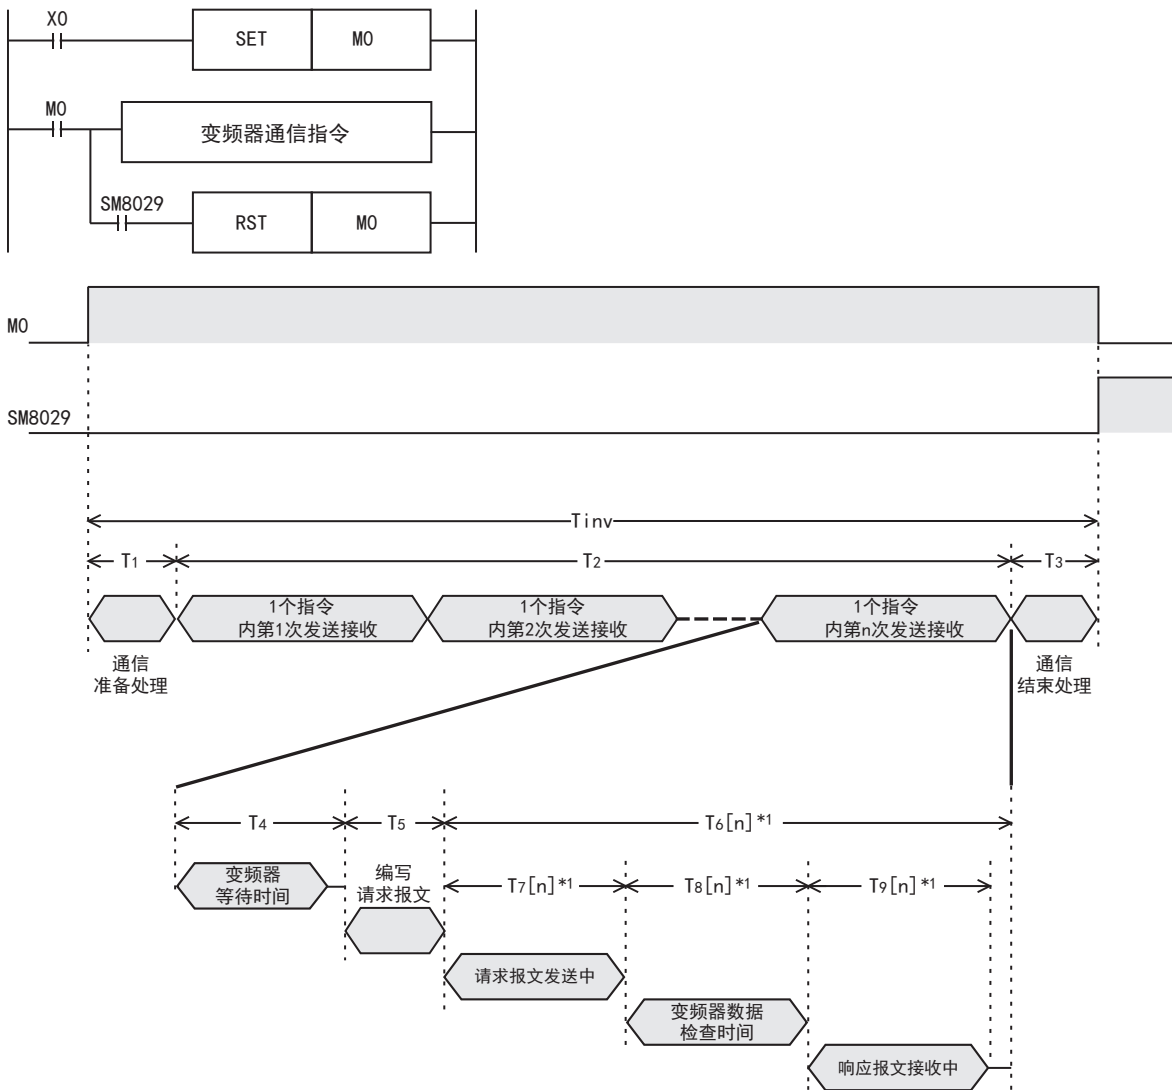 X0
SET M0
M0
变频器通信指令
SM8029
RST M0
M0
SM8029
Tinv
T1 T2 T3
1个指令
内第1次发送接收
1个指令
内第2次发送接收
1个指令
内第n次发送接收
通信
准备处理
通信
结束处理
T4 T5 T6[n]*1
变频器
等待时间
编写
请求报文
T7[n]*1 T8[n]*1 T9[n]*1
请求报文发送中
变频器数据
检查时间
响应报文接收中